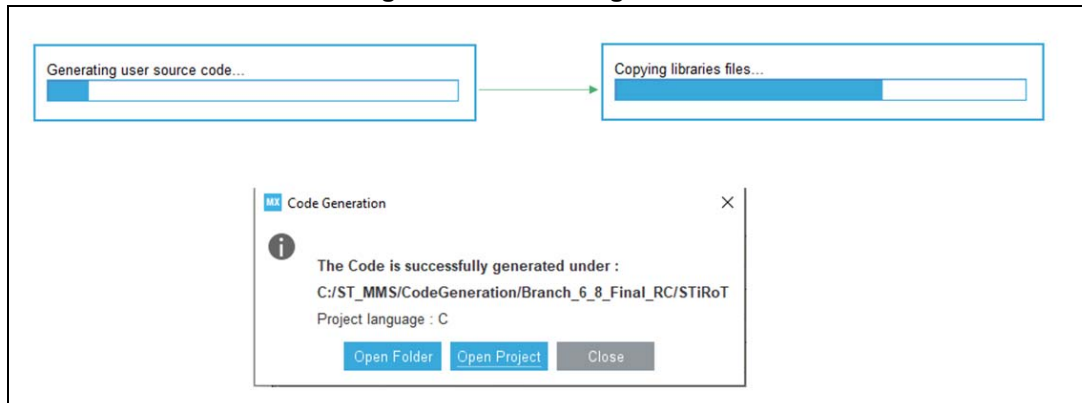 Generating user source code...
Copying libraries files...
MX Code Generation
The Code is successfully generated under :
C:/ST_MMS/CodeGeneration/Branch_6_8_Final_RC/STiRoT
Project language : C
Open Folder Open Project Close